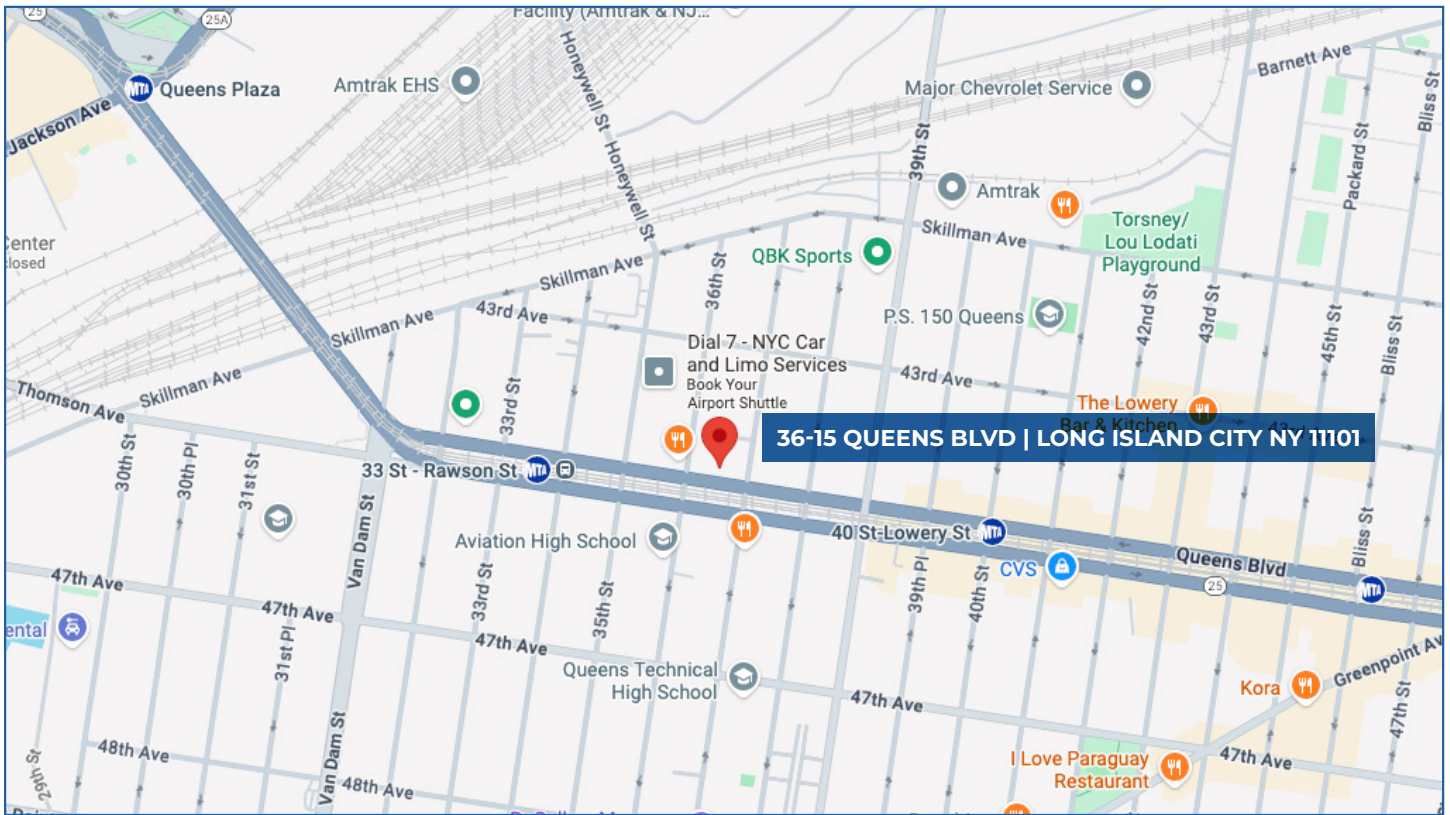 25
25A
Facility (Amtrak & NJ...
Queens Plaza
Amtrak EHS
Honeywell St
Honeywell St
Major Chevrolet Service
Barnett Ave
Bliss St
Jackson Ave
39th St
Packard St
Amtrak
Center
closed
Skillman Ave
Torsney/
Lou Lodati
Playground
QBK Sports
Skillman Ave
36th St
43rd Ave
Skillman Ave
P.S. 150 Queens
42nd St
43rd St
45th St
Bliss St
Dial 7 - NYC Car
and Limo Services
Book Your
Airport Shuttle
Thomson Ave
Skillman Ave
43rd Ave
33rd St
The Lowery
Bar & Kitchen
43rd
36-15 QUEENS BLVD | LONG ISLAND CITY NY 11101
30th St
30th Pl
31st St
33 St - Rawson St
MTA
MTA
MTA
MTA
Van Dam St
Aviation High School
40 St-Lowery St
Queens Blvd
Bliss St
CVS
25
47th Ave
33rd St
35th St
39th Pl
40th St
47th Ave
ental
31st Pl
47th Ave
Queens Technical
High School
Greenpoint Av
Kora
47th Ave
47th St
Van Dam St
29th St
48th Ave
48th Ave
I Love Paraguay
Restaurant
47th Ave